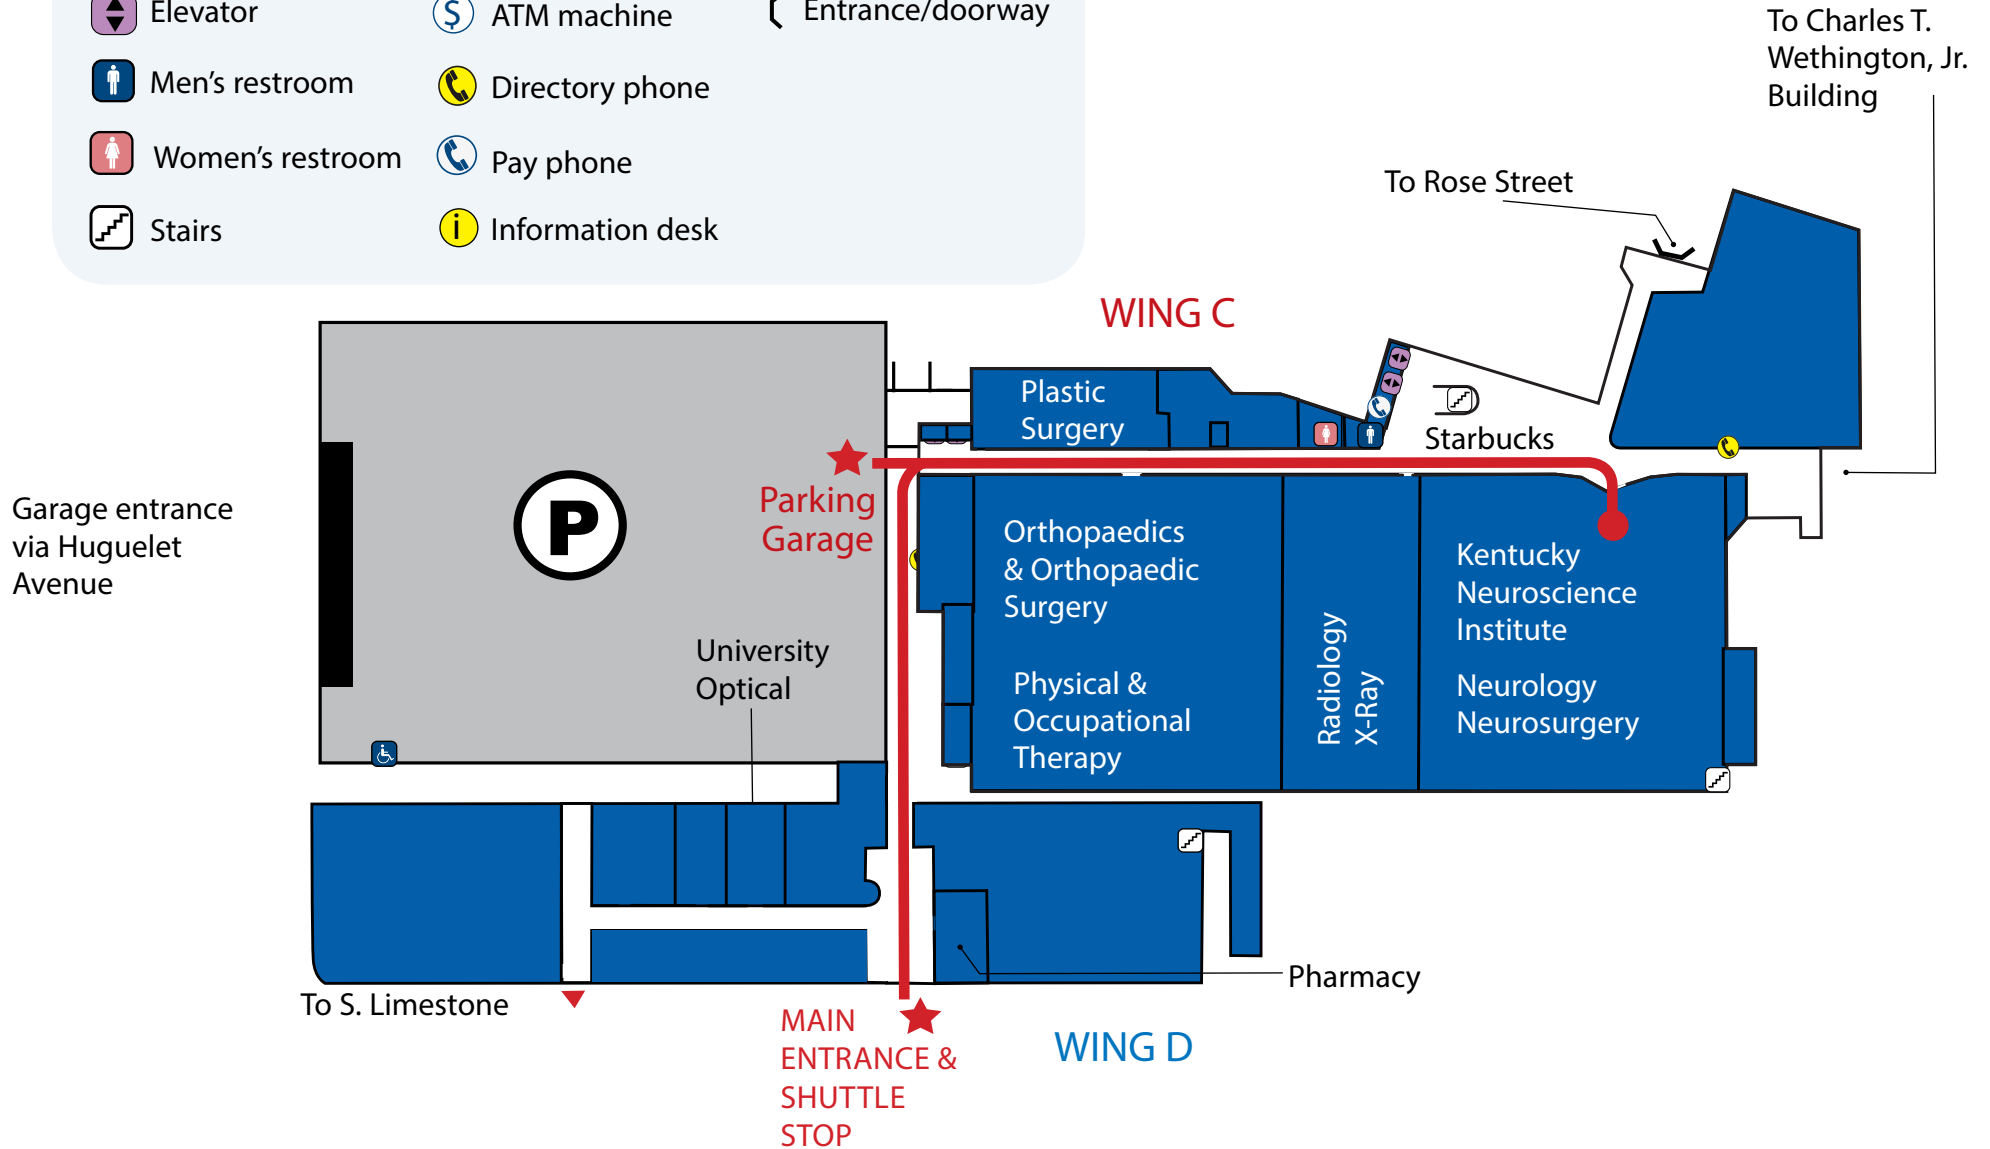 Elevator
ATM machine
Entrance/doorway
Men's restroom
Directory phone
Women's restroom
Pay phone
Stairs
Information desk
$
i
To Charles T.
Wethington, Jr.
Building
To Rose Street
WING C
Plastic
Surgery
Starbucks
Parking
Garage
P
Garage entrance
via Huguelet
Avenue
Orthopaedics
& Orthopaedic
Surgery
Physical &
Occupational
Therapy
Radiology
X-Ray
Kentucky
Neuroscience
Institute
Neurology
Neurosurgery
University
Optical
Pharmacy
To S. Limestone
MAIN
ENTRANCE &
SHUTTLE
STOP
WING D